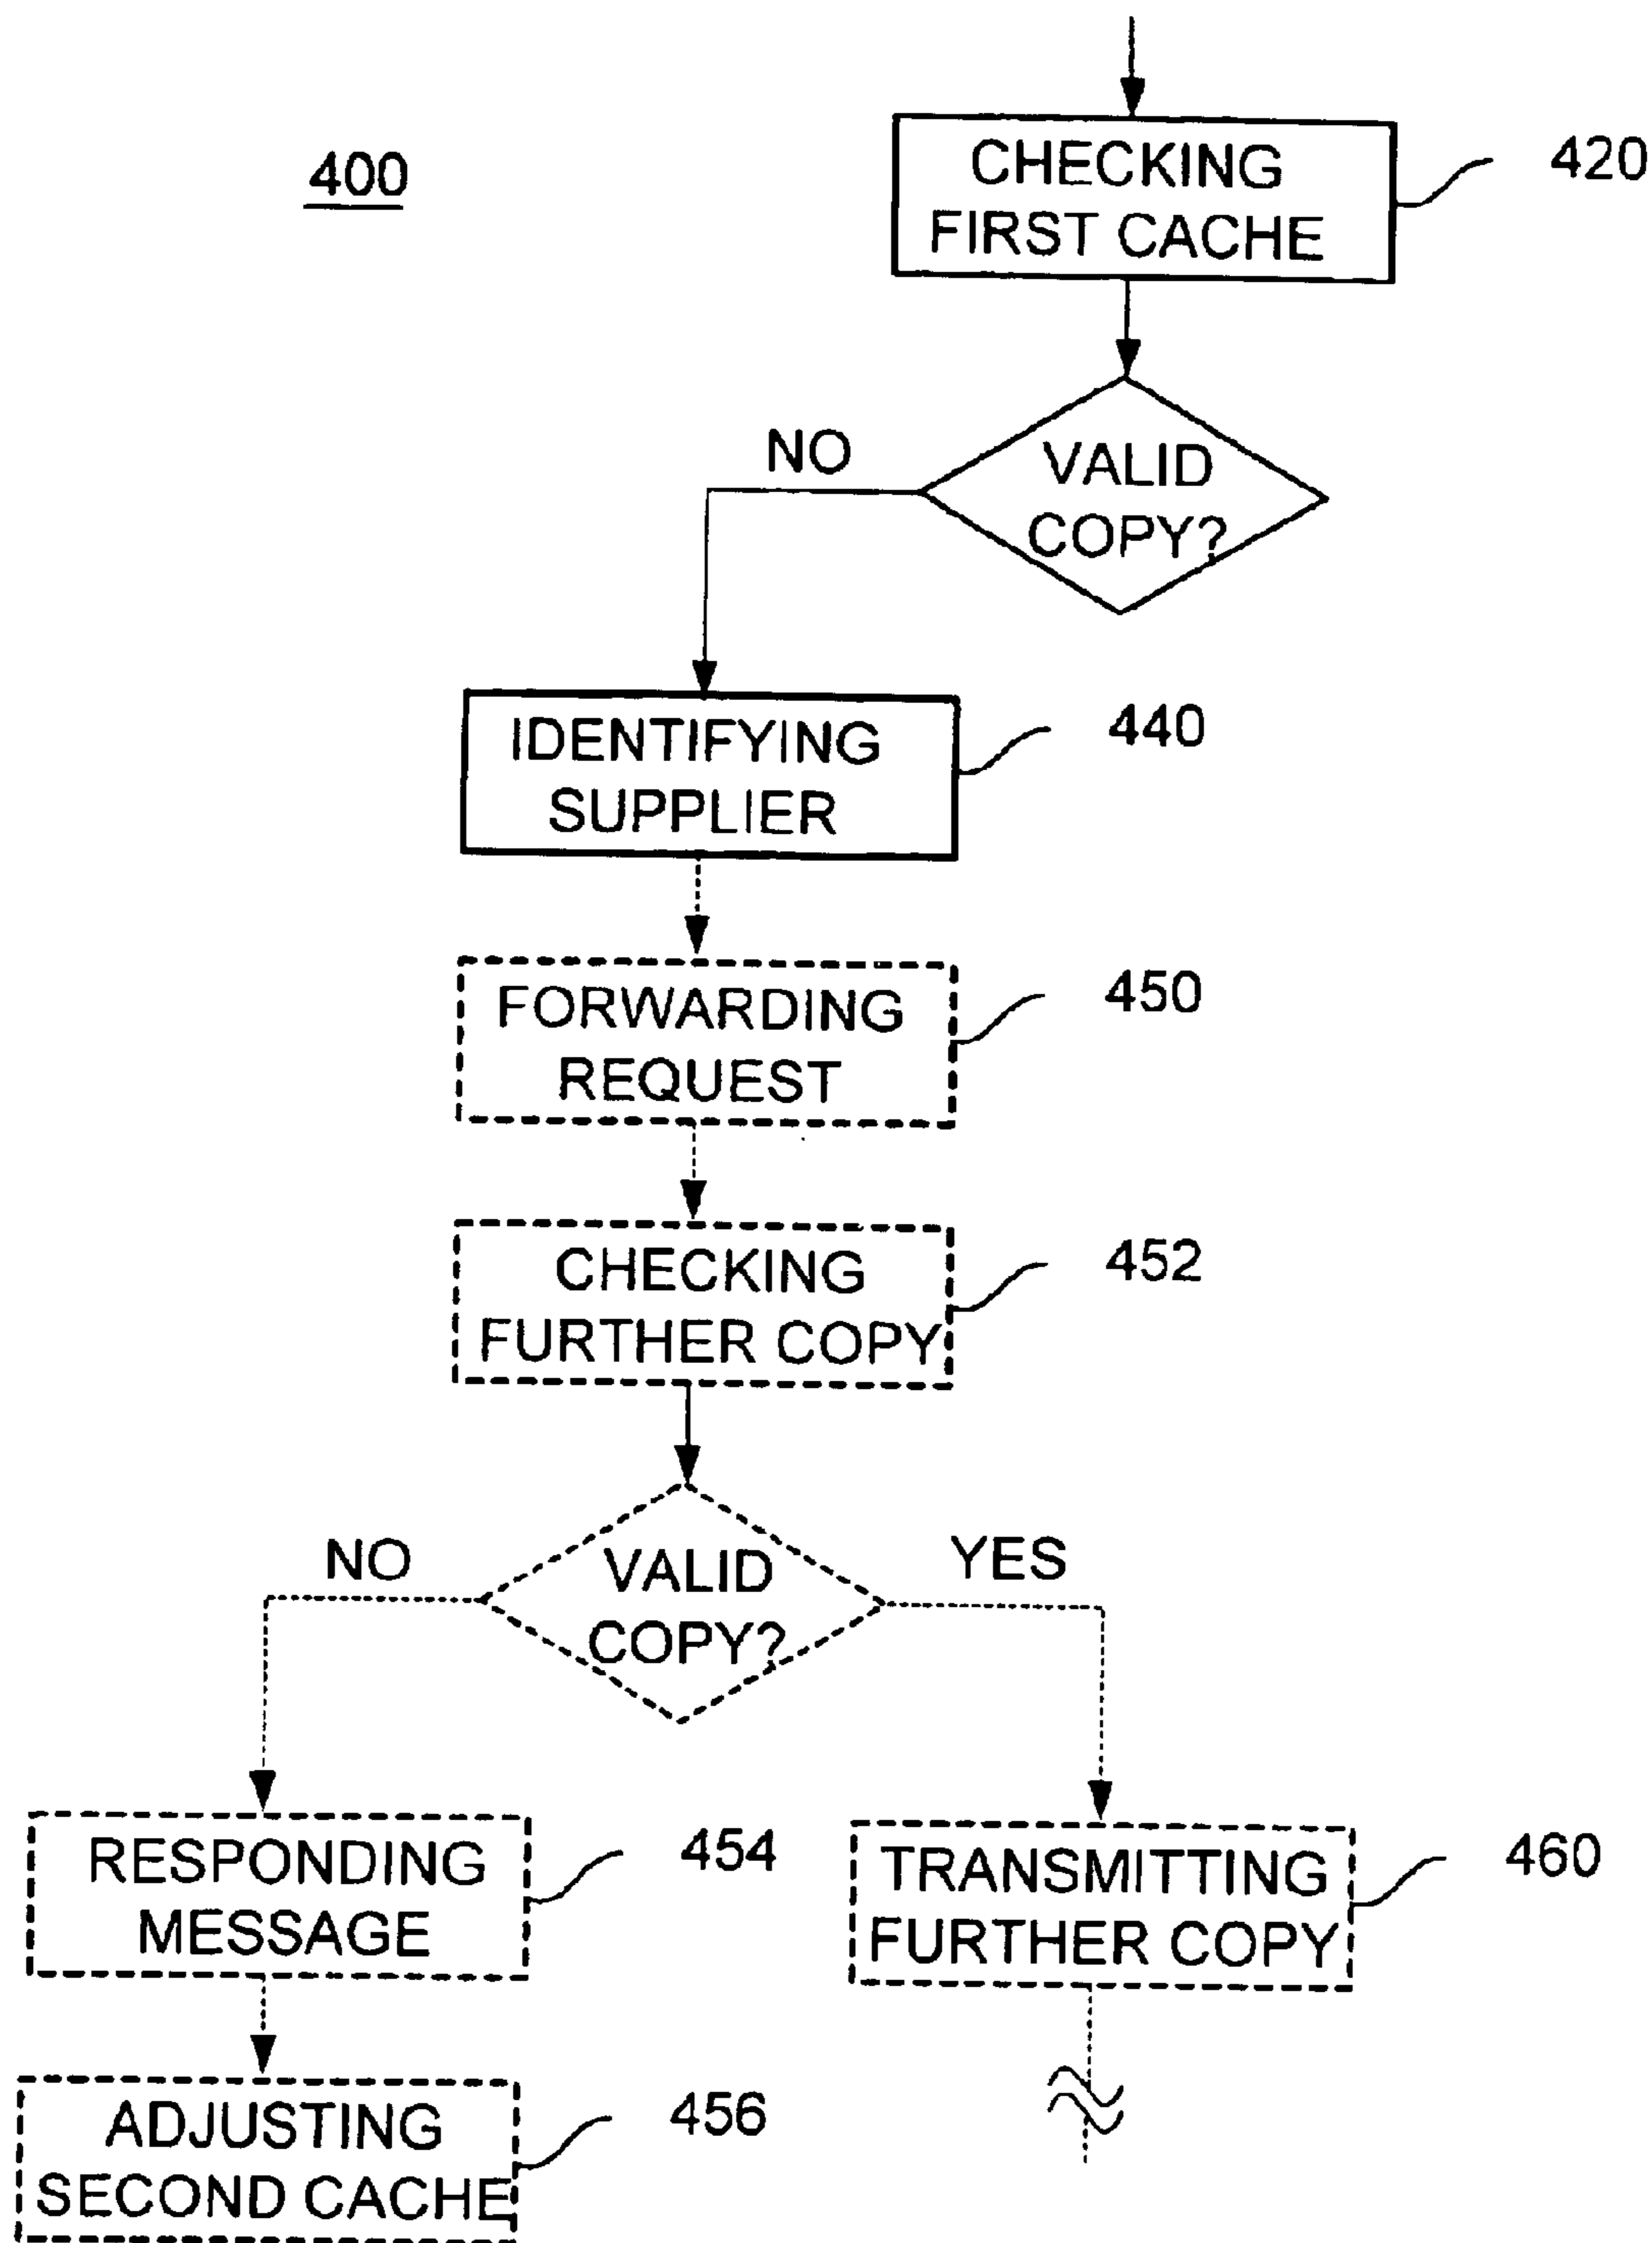 400
CHECKING
FIRST CACHE
420
NO
VALID
COPY?
IDENTIFYING
SUPPLIER
440
FORWARDING
REQUEST
450
CHECKING
FURTHER COPY
452
NO
VALID
COPY?
YES
RESPONDING
MESSAGE
454
TRANSMITTING
FURTHER COPY
460
ADJUSTING
SECOND CACHE
456